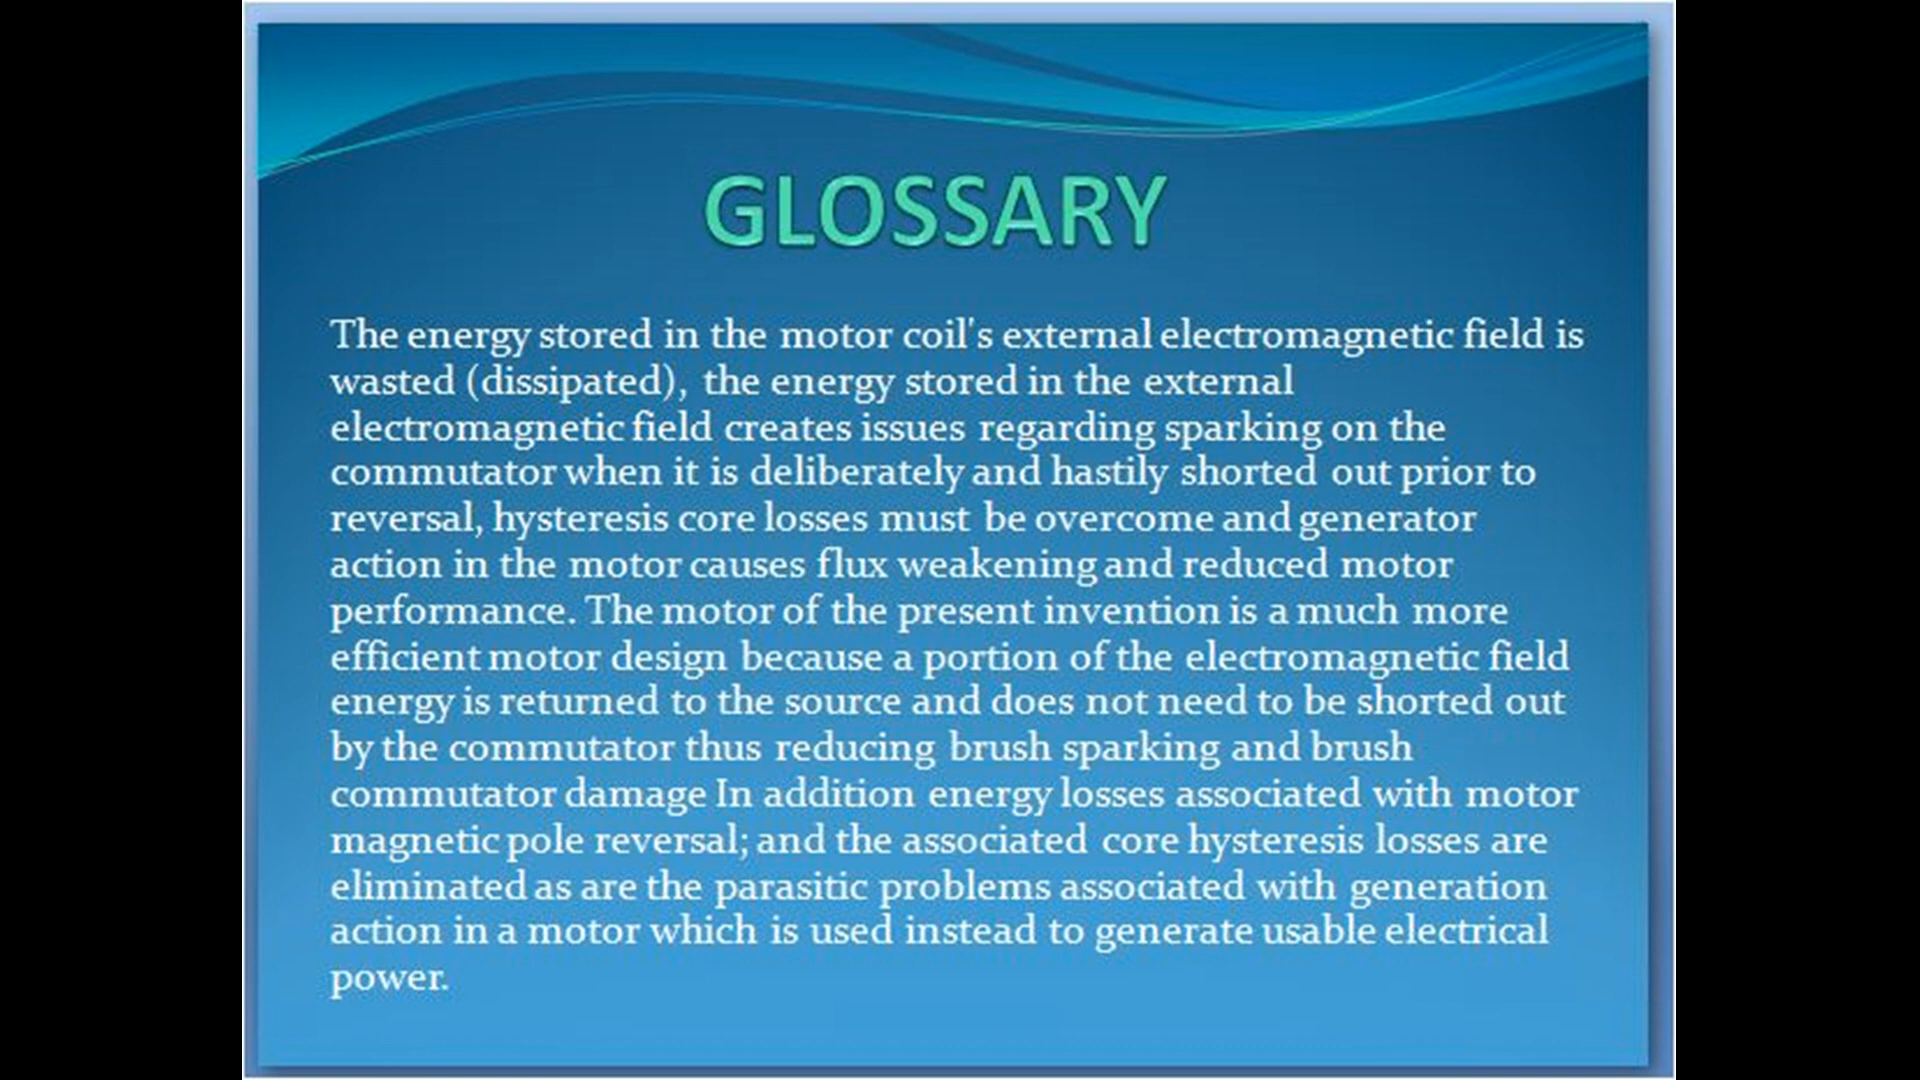 GLOSSARY
The energy stored in the motor coil's external electromagnetic field is
wasted (dissipated), the energy stored in the external
electromagnetic field creates issues regarding sparking on the
commutator when it is deliberately and hastily shorted out prior to
reversal, hysteresis core losses must be overcome and generator
action in the motor causes flux weakening and reduced motor
performance. The motor of the present invention is a much more
efficient motor design because a portion of the electromagnetic field
energy is returned to the source and does not need to be shorted out
by the commutator thus reducing brush sparking and brush
commutator damage In addition energy losses associated with motor
magnetic pole reversal; and the associated core hysteresis losses are
eliminated as are the parasitic problems associated with generation
action in a motor which is used instead to generate usable electrical
power.